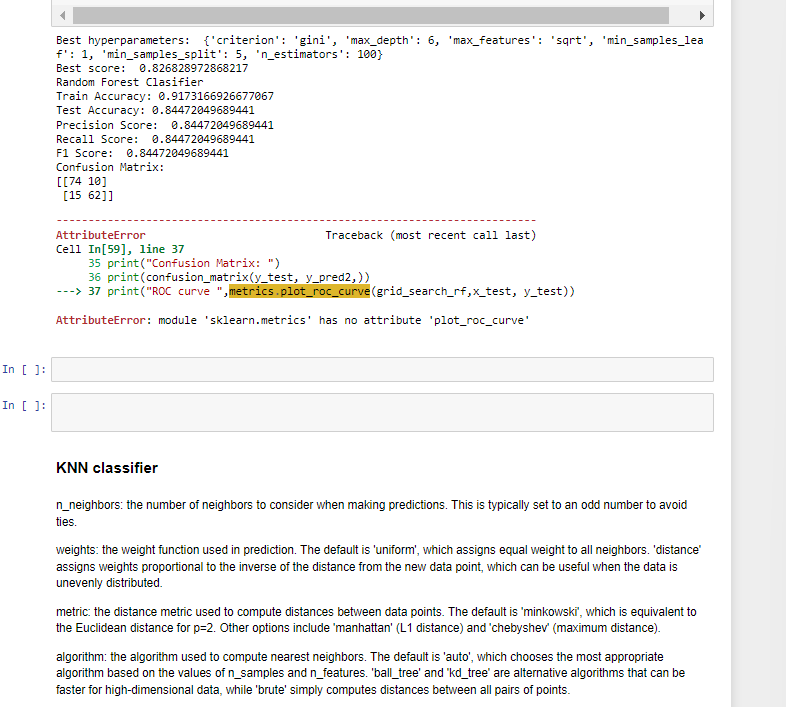 Best hyperparameters:  {'criterion': 'gini', 'max_depth': 6, 'max_features': 'sqrt', 'min_samples_lea
f': 1, 'min_samples_split': 5, 'n_estimators': 100}
Best score:  0.826828972868217
Random Forest Clasifier
Train Accuracy: 0.9173166926677067
Test Accuracy: 0.84472049689441
Precision Score:  0.84472049689441
Recall Score:  0.84472049689441
F1 Score:  0.84472049689441
Confusion Matrix:
[[74 10]
 [15 62]]
---------------------------------------------------------------------------
AttributeError                            Traceback (most recent call last)
Cell In[59], line 37
     35 print("Confusion Matrix: ")
     36 print(confusion_matrix(y_test, y_pred2,))
---> 37 print("ROC curve ",metrics.plot_roc_curve(grid_search_rf,x_test, y_test))
AttributeError: module 'sklearn.metrics' has no attribute 'plot_roc_curve'
In [ ]:
In [ ]:
KNN classifier
n_neighbors: the number of neighbors to consider when making predictions. This is typically set to an odd number to avoid
ties.
weights: the weight function used in prediction. The default is 'uniform', which assigns equal weight to all neighbors. 'distance'
assigns weights proportional to the inverse of the distance from the new data point, which can be useful when the data is
unevenly distributed.
metric: the distance metric used to compute distances between data points. The default is 'minkowski', which is equivalent to
the Euclidean distance for p=2. Other options include 'manhattan' (L1 distance) and 'chebyshev' (maximum distance).
algorithm: the algorithm used to compute nearest neighbors. The default is 'auto', which chooses the most appropriate
algorithm based on the values of n_samples and n_features. 'ball_tree' and 'kd_tree' are alternative algorithms that can be
faster for high-dimensional data, while 'brute' simply computes distances between all pairs of points.